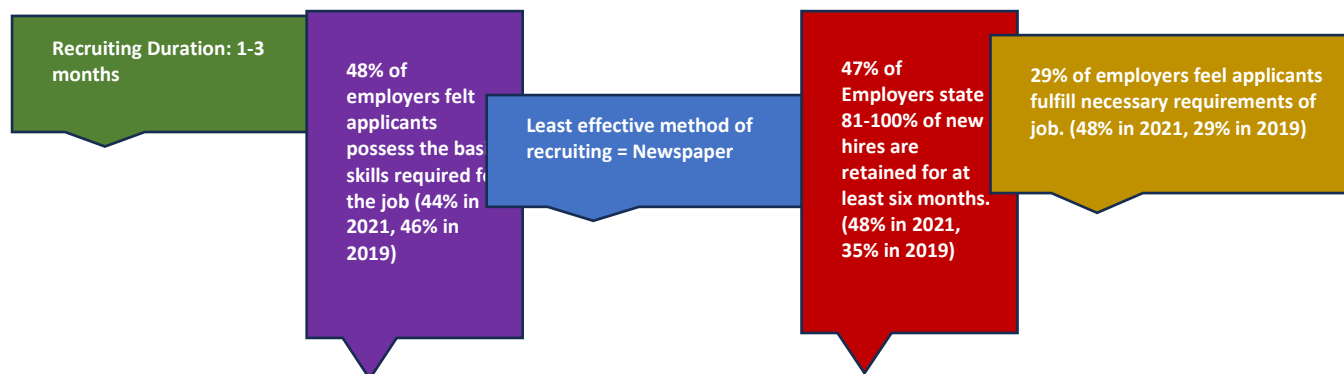 Recruiting Duration: 1-3
months
48% of
employers felt
applicants
possess the bas
skills required f
the job (44% in
2021, 46% in
2019)
Least effective method of
recruiting = Newspaper
47% of
Employers state
81-100% of new
hires are
retained for at
least six months.
(48% in 2021,
35% in 2019)
29% of employers feel applicants
fulfill necessary requirements of
job. (48% in 2021, 29% in 2019)